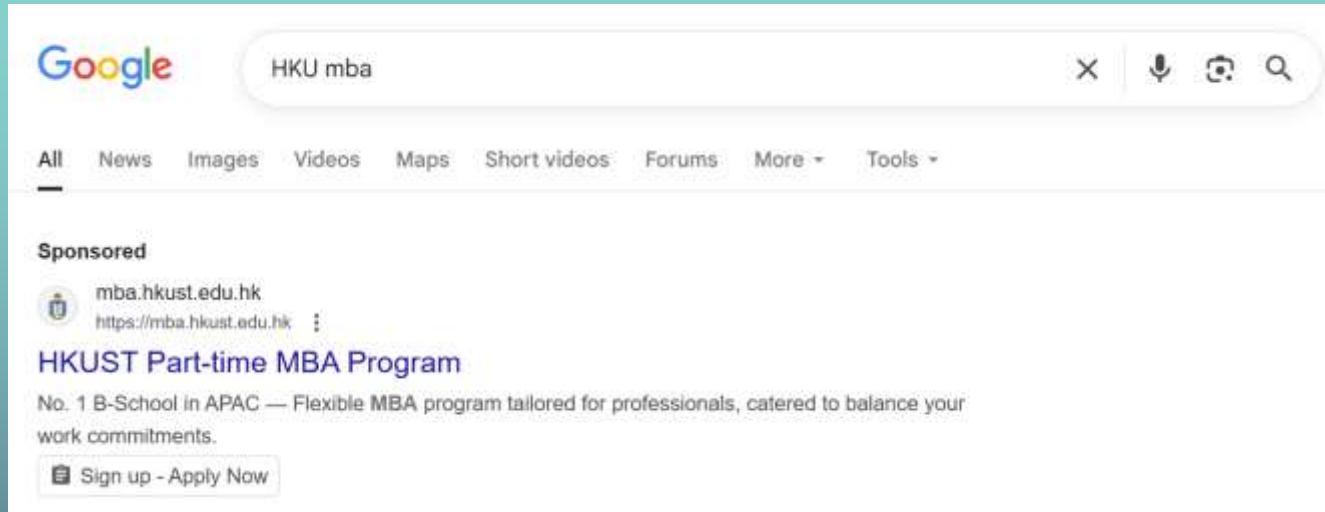 Google
HKU mba
All News Images Videos Maps Short videos Forums More Tools
Sponsored
mba.hkust.edu.hk
https://mba.hkust.edu.hk
HKUST Part-time MBA Program
No. 1 B-School in APAC — Flexible MBA program tailored for professionals, catered to balance your
work commitments.
Sign up - Apply Now